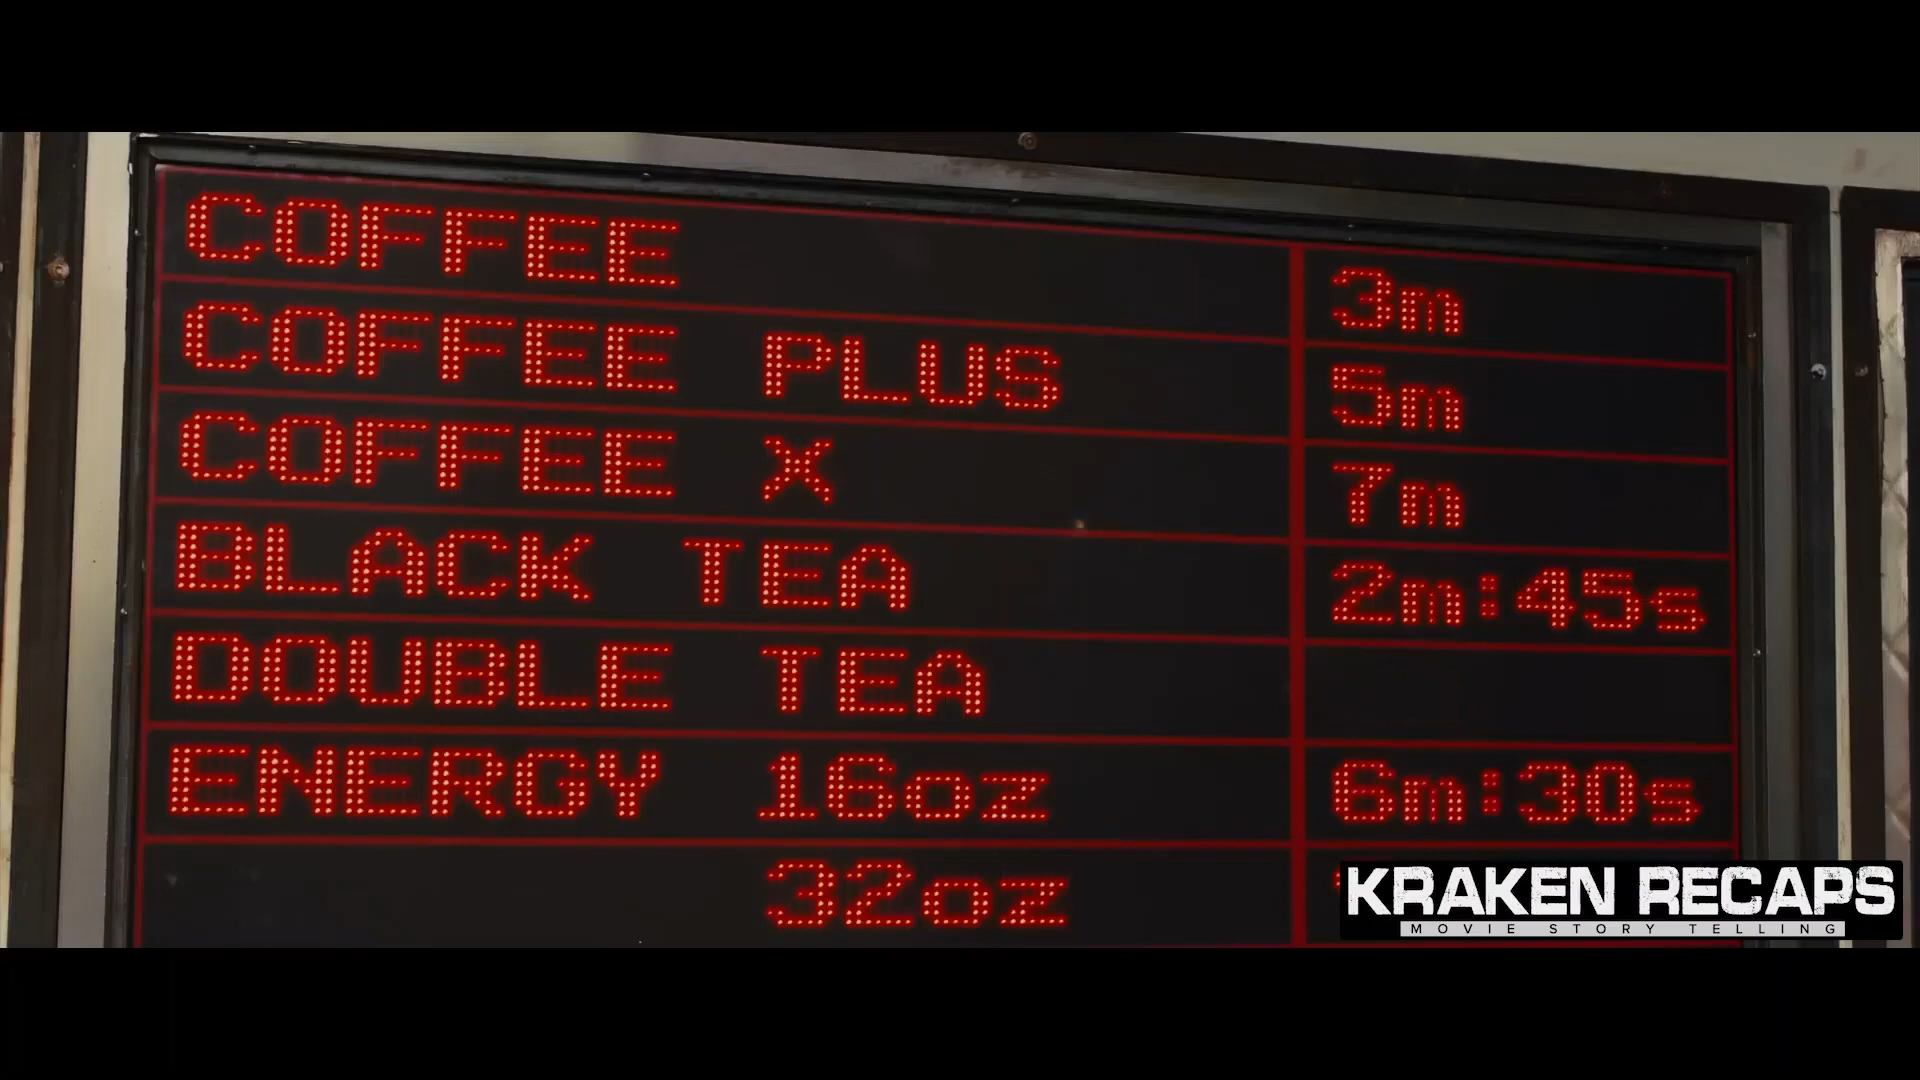 COFFEE 3m
COFFEE PLUS 5m
COFFEE X 7m
BLACK TEA 2m:45s
DOUBLE TEA
ENERGY 16oz 6m:30s
32oz
KRAKEN RECAPS
MOVIE STORY TELLING